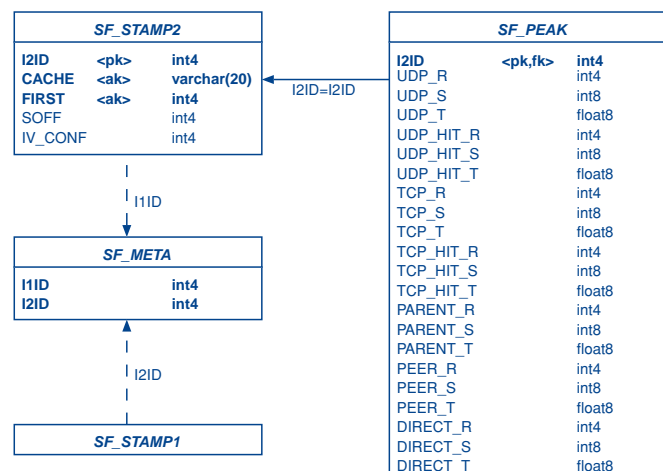 SF_STAMP2
I2ID <pk> int4
CACHE <ak> varchar(20)
FIRST <ak> int4
SOFF int4
IV_CONF int4
I1ID
SF_META
I1ID int4
I2ID int4
I2ID
SF_STAMP1
I2ID=I2ID
SF_PEAK
I2ID <pk,fk> int4
UDP_R int4
UDP_S int8
UDP_T float8
UDP_HIT_R int4
UDP_HIT_S int8
UDP_HIT_T float8
TCP_R int4
TCP_S int8
TCP_T float8
TCP_HIT_R int4
TCP_HIT_S int8
TCP_HIT_T float8
PARENT_R int4
PARENT_S int8
PARENT_T float8
PEER_R int4
PEER_S int8
PEER_T float8
DIRECT_R int4
DIRECT_S int8
DIRECT_T float8